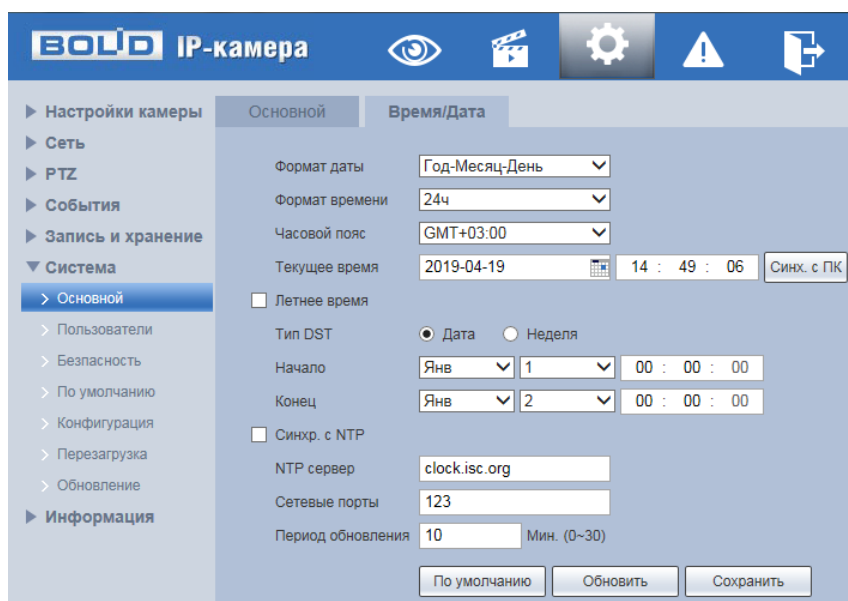 BOLID IP-камера
Настройки камеры
Сеть
PTZ
События
Запись и хранение
Система
Основной
Пользователи
Безпасность
По умолчанию
Конфигурация
Перезагрузка
Обновление
Информация
Основной Время/Дата
Формат даты Год-Месяц-День
Формат времени 24ч
Часовой пояс GMT+03:00
Текущее время 2019-04-19 14 : 49 : 06 Синх. с ПК
Летнее время
Тип DST Дата Неделя
Начало Янв 1 00 : 00 : 00
Конец Янв 2 00 : 00 : 00
Синхр. с NTP
NTP сервер clock.isc.org
Сетевые порты 123
Период обновления 10 Мин. (0~30)
По умолчанию Обновить Сохранить